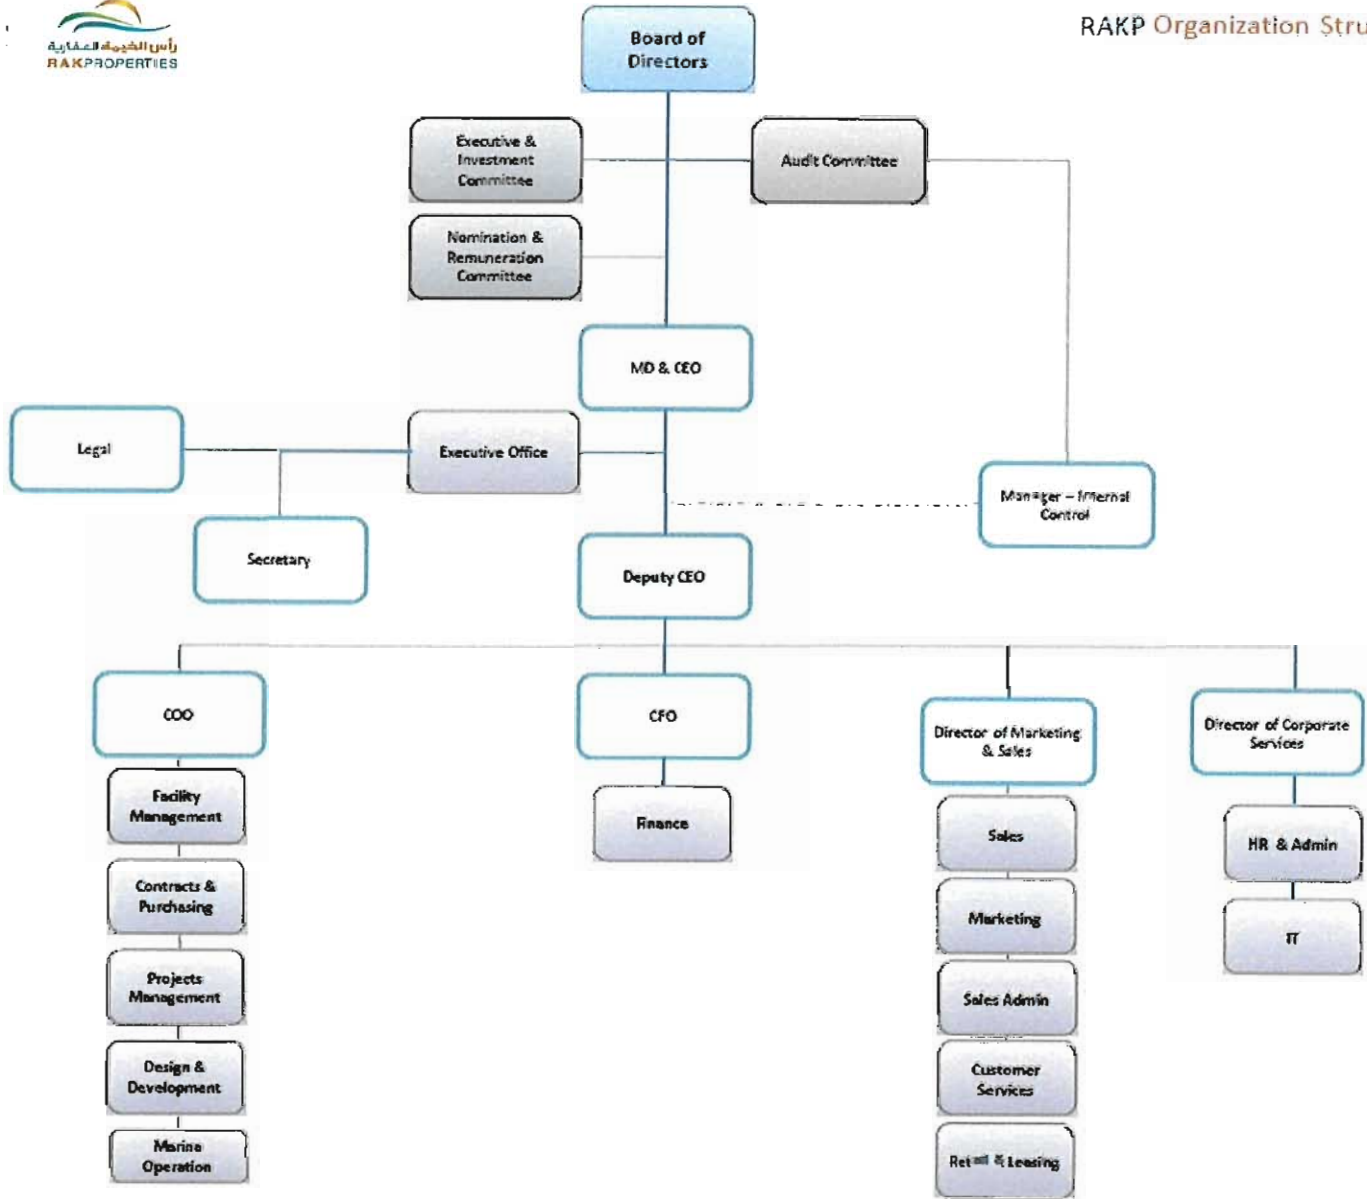 رأس الخيمة العقارية
RAKPROPERTIES
RAKP Organization Stru
Board of
Directors
Executive &
Investment
Committee
Audit Committee
Nomination &
Remuneration
Committee
MD & CEO
Legal
Executive Office
Manager – Internal
Control
Secretary
Deputy CEO
COO
CFO
Director of Marketing
& Sales
Director of Corporate
Services
Facility
Management
Finance
Sales
HR & Admin
Contracts &
Purchasing
Marketing
IT
Projects
Management
Sales Admin
Design &
Development
Customer
Services
Marina
Operation
Retail & Leasing